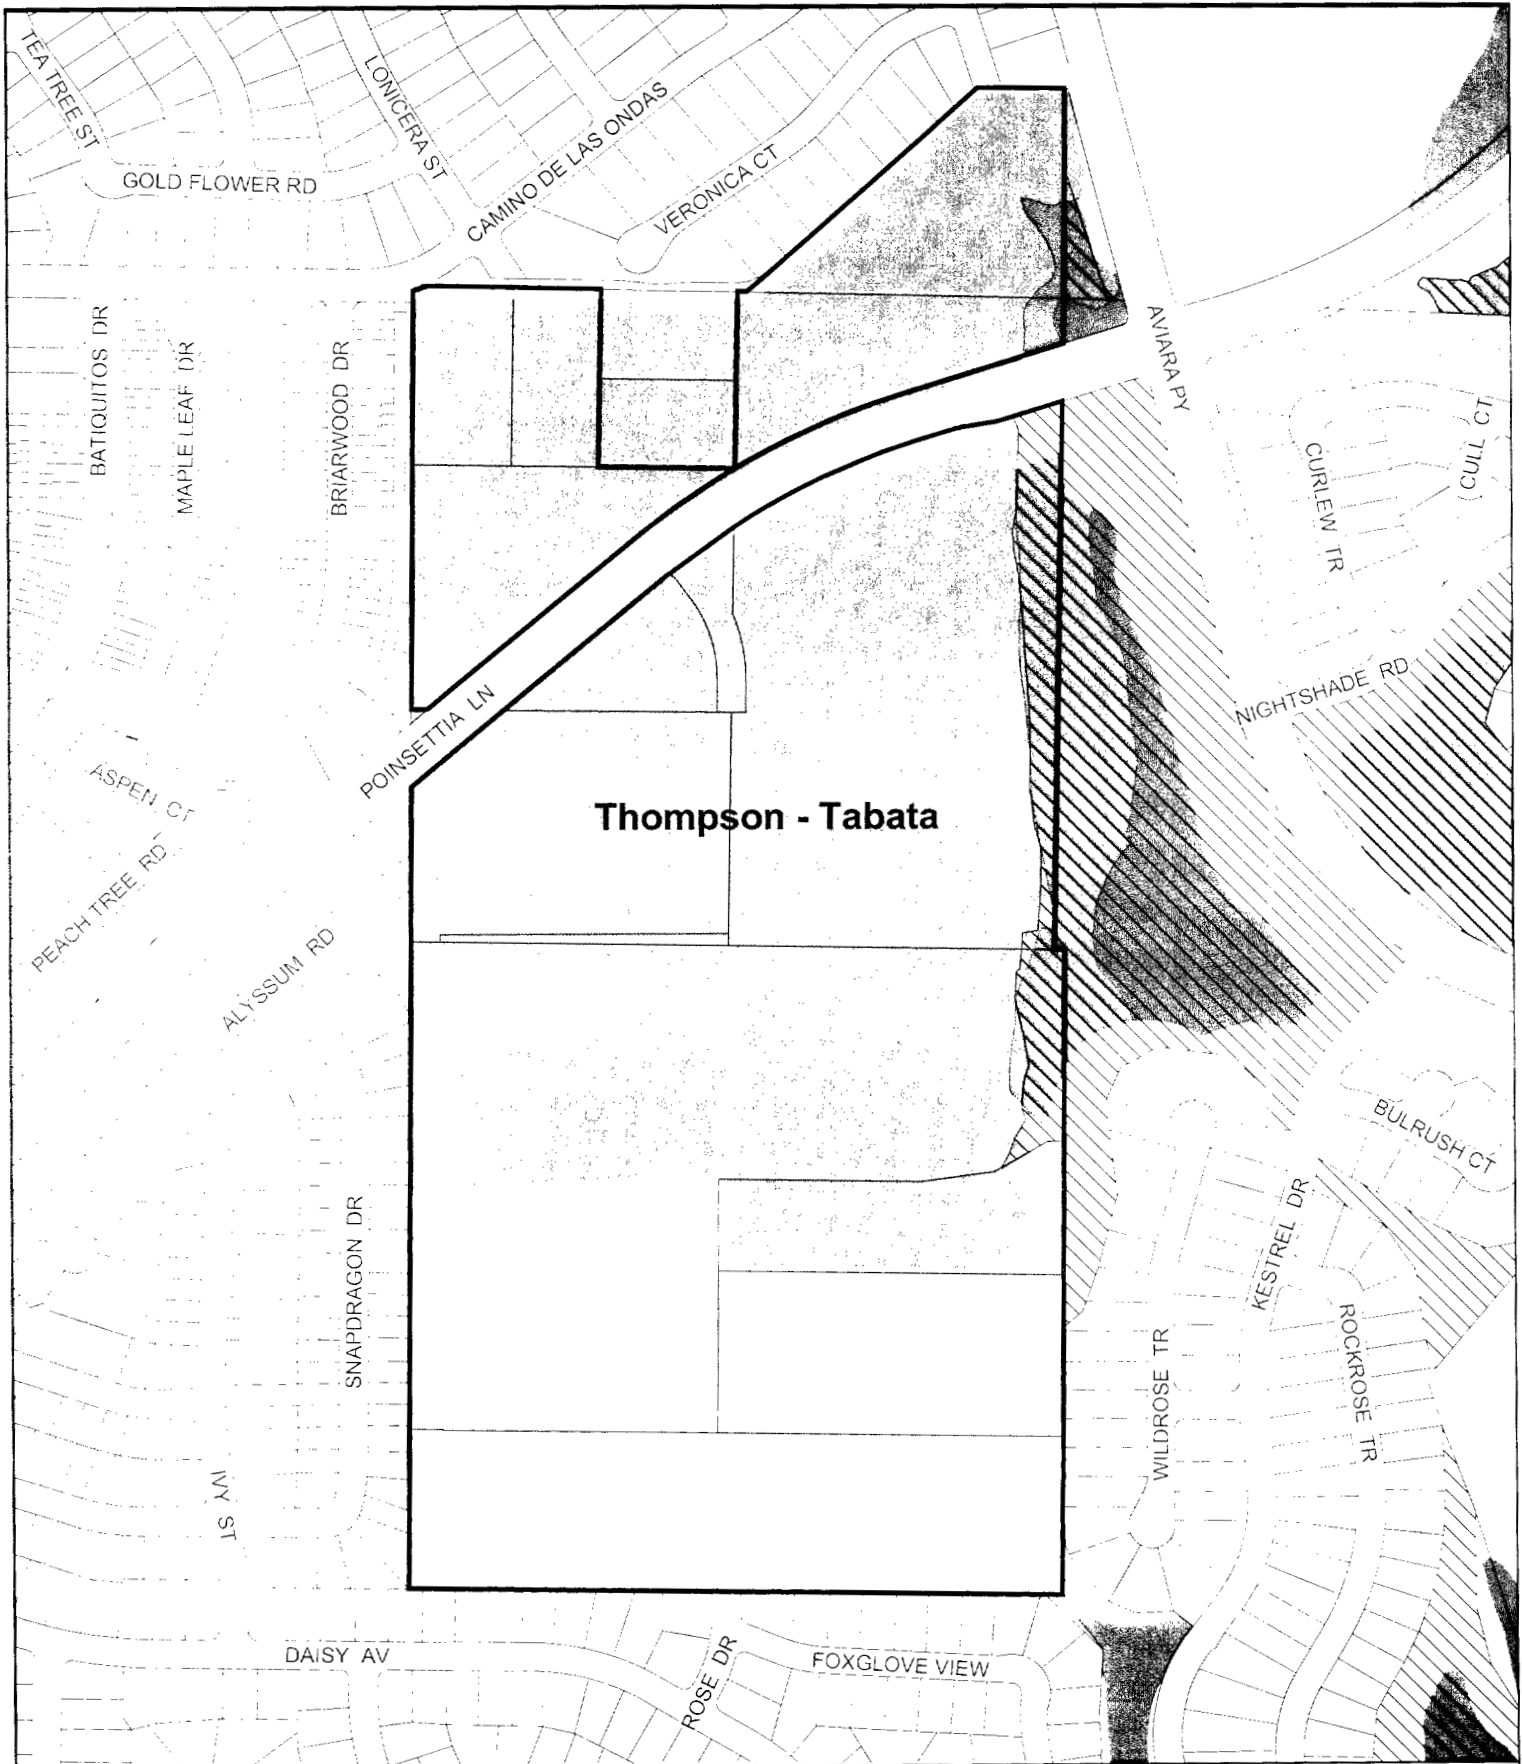 TEA TREE ST
LONICERA ST
GOLD FLOWER RD
CAMINO DE LAS ONDAS
VERONICA CT
BATIQUITOS DR
MAPLE LEAF DR
BRIARWOOD DR
AVIARA PY
CURLEW TR
CULL CT
NIGHTSHADE RD
POINSETTIA LN
ASPEN CT
Thompson - Tabata
PEACH TREE RD
ALYSSUM RD
BULRUSH CT
SNAPDRAGON DR
KESTREL DR
ROCKROSE TR
WILDROSE TR
IVY ST
DAISY AV
ROSE DR
FOXGLOVE VIEW